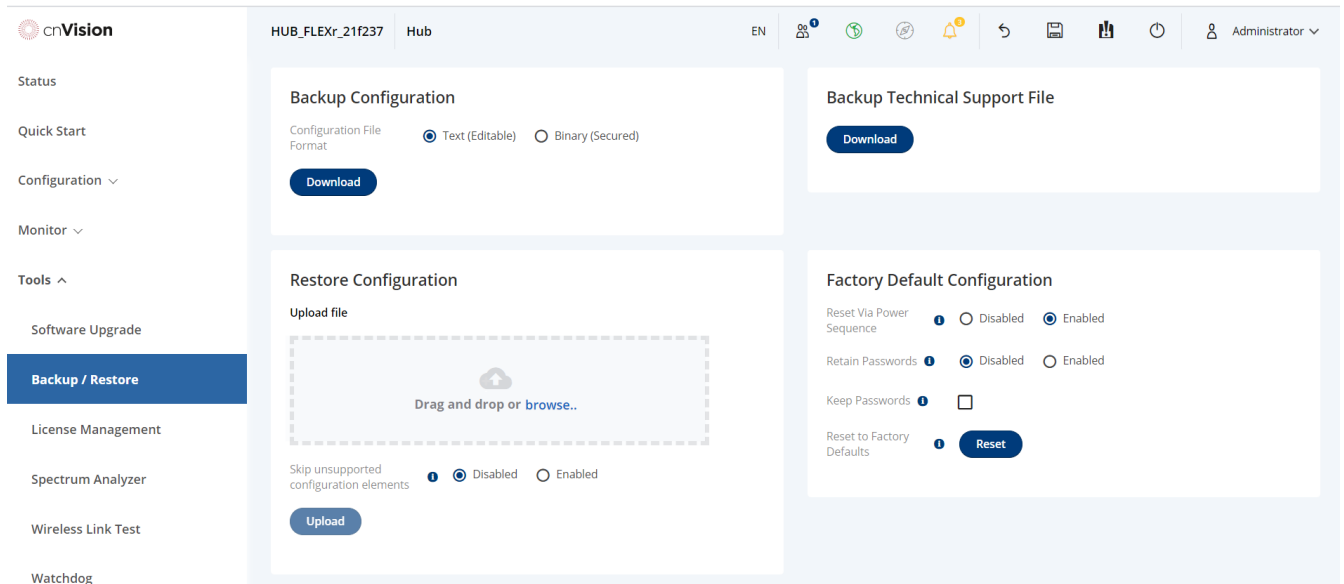 cnVision
HUB_FLEXr_21f237
Hub
EN
1
3
Administrator
Status
Quick Start
Configuration
Monitor
Tools
Software Upgrade
Backup / Restore
License Management
Spectrum Analyzer
Wireless Link Test
Watchdog
Backup Configuration
Configuration File
Format
Text (Editable)
Binary (Secured)
Download
Backup Technical Support File
Download
Restore Configuration
Upload file
Drag and drop or browse..
Skip unsupported
configuration elements
Disabled
Enabled
Upload
Factory Default Configuration
Reset Via Power
Sequence
Disabled
Enabled
Retain Passwords
Disabled
Enabled
Keep Passwords
Reset to Factory
Defaults
Reset